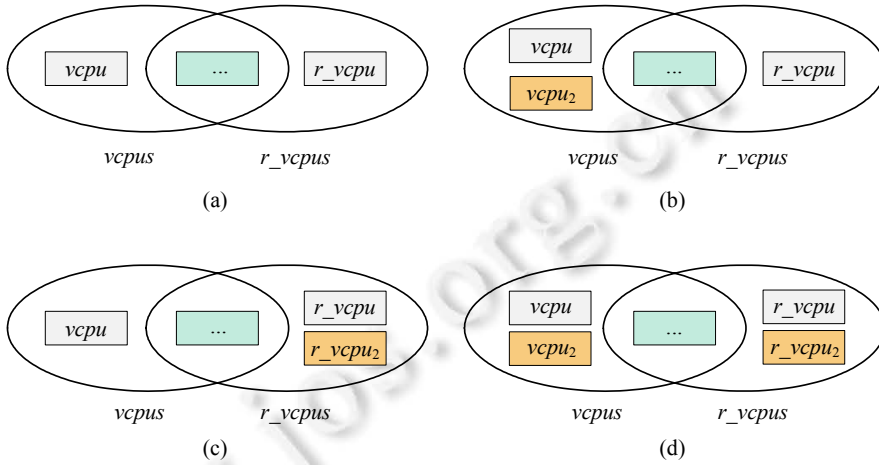 vcpu ... r_vcpu
vcpus r_vcpus
(a)
vcpu
vcpu₂
... r_vcpu
vcpus r_vcpus
(b)
vcpu ... r_vcpu
r_vcpu₂
vcpus r_vcpus
(c)
vcpu ... r_vcpu
vcpu₂ r_vcpu₂
vcpus r_vcpus
(d)
jos.org.cn